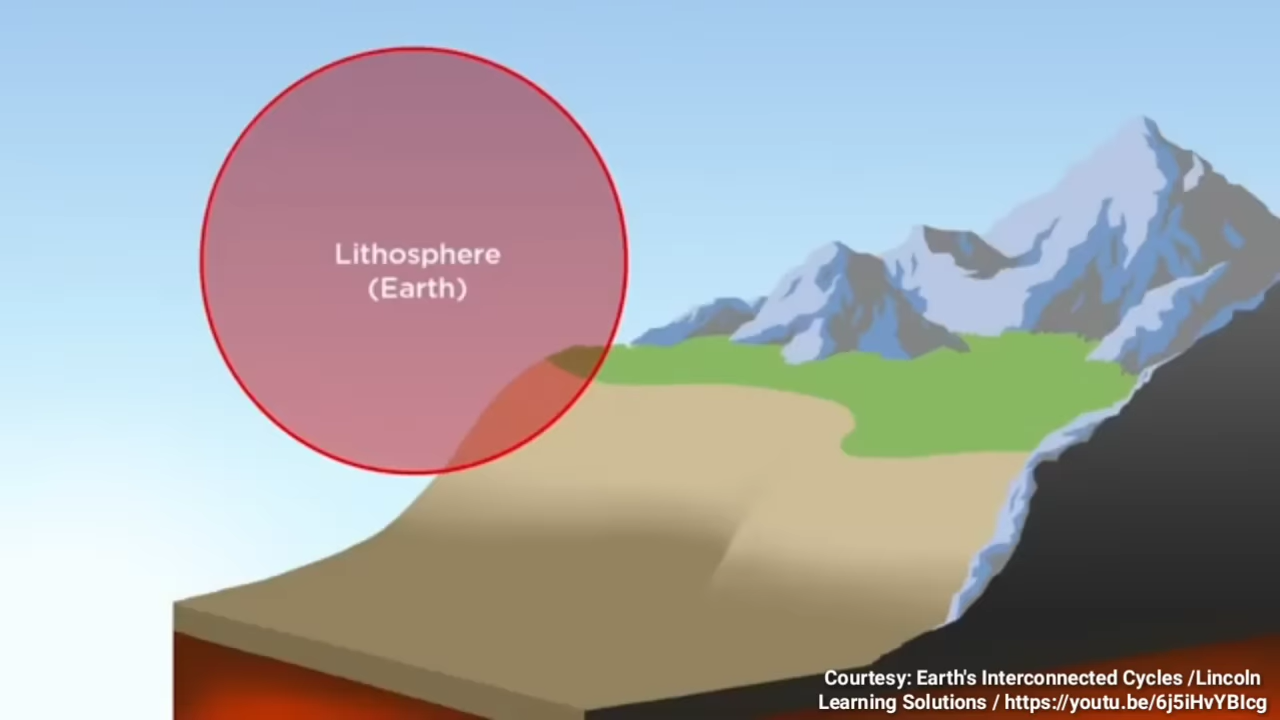 Lithosphere
(Earth)
Courtesy: Earth's Interconnected Cycles /Lincoln
Learning Solutions / https://youtu.be/6j5iHvYBIcg